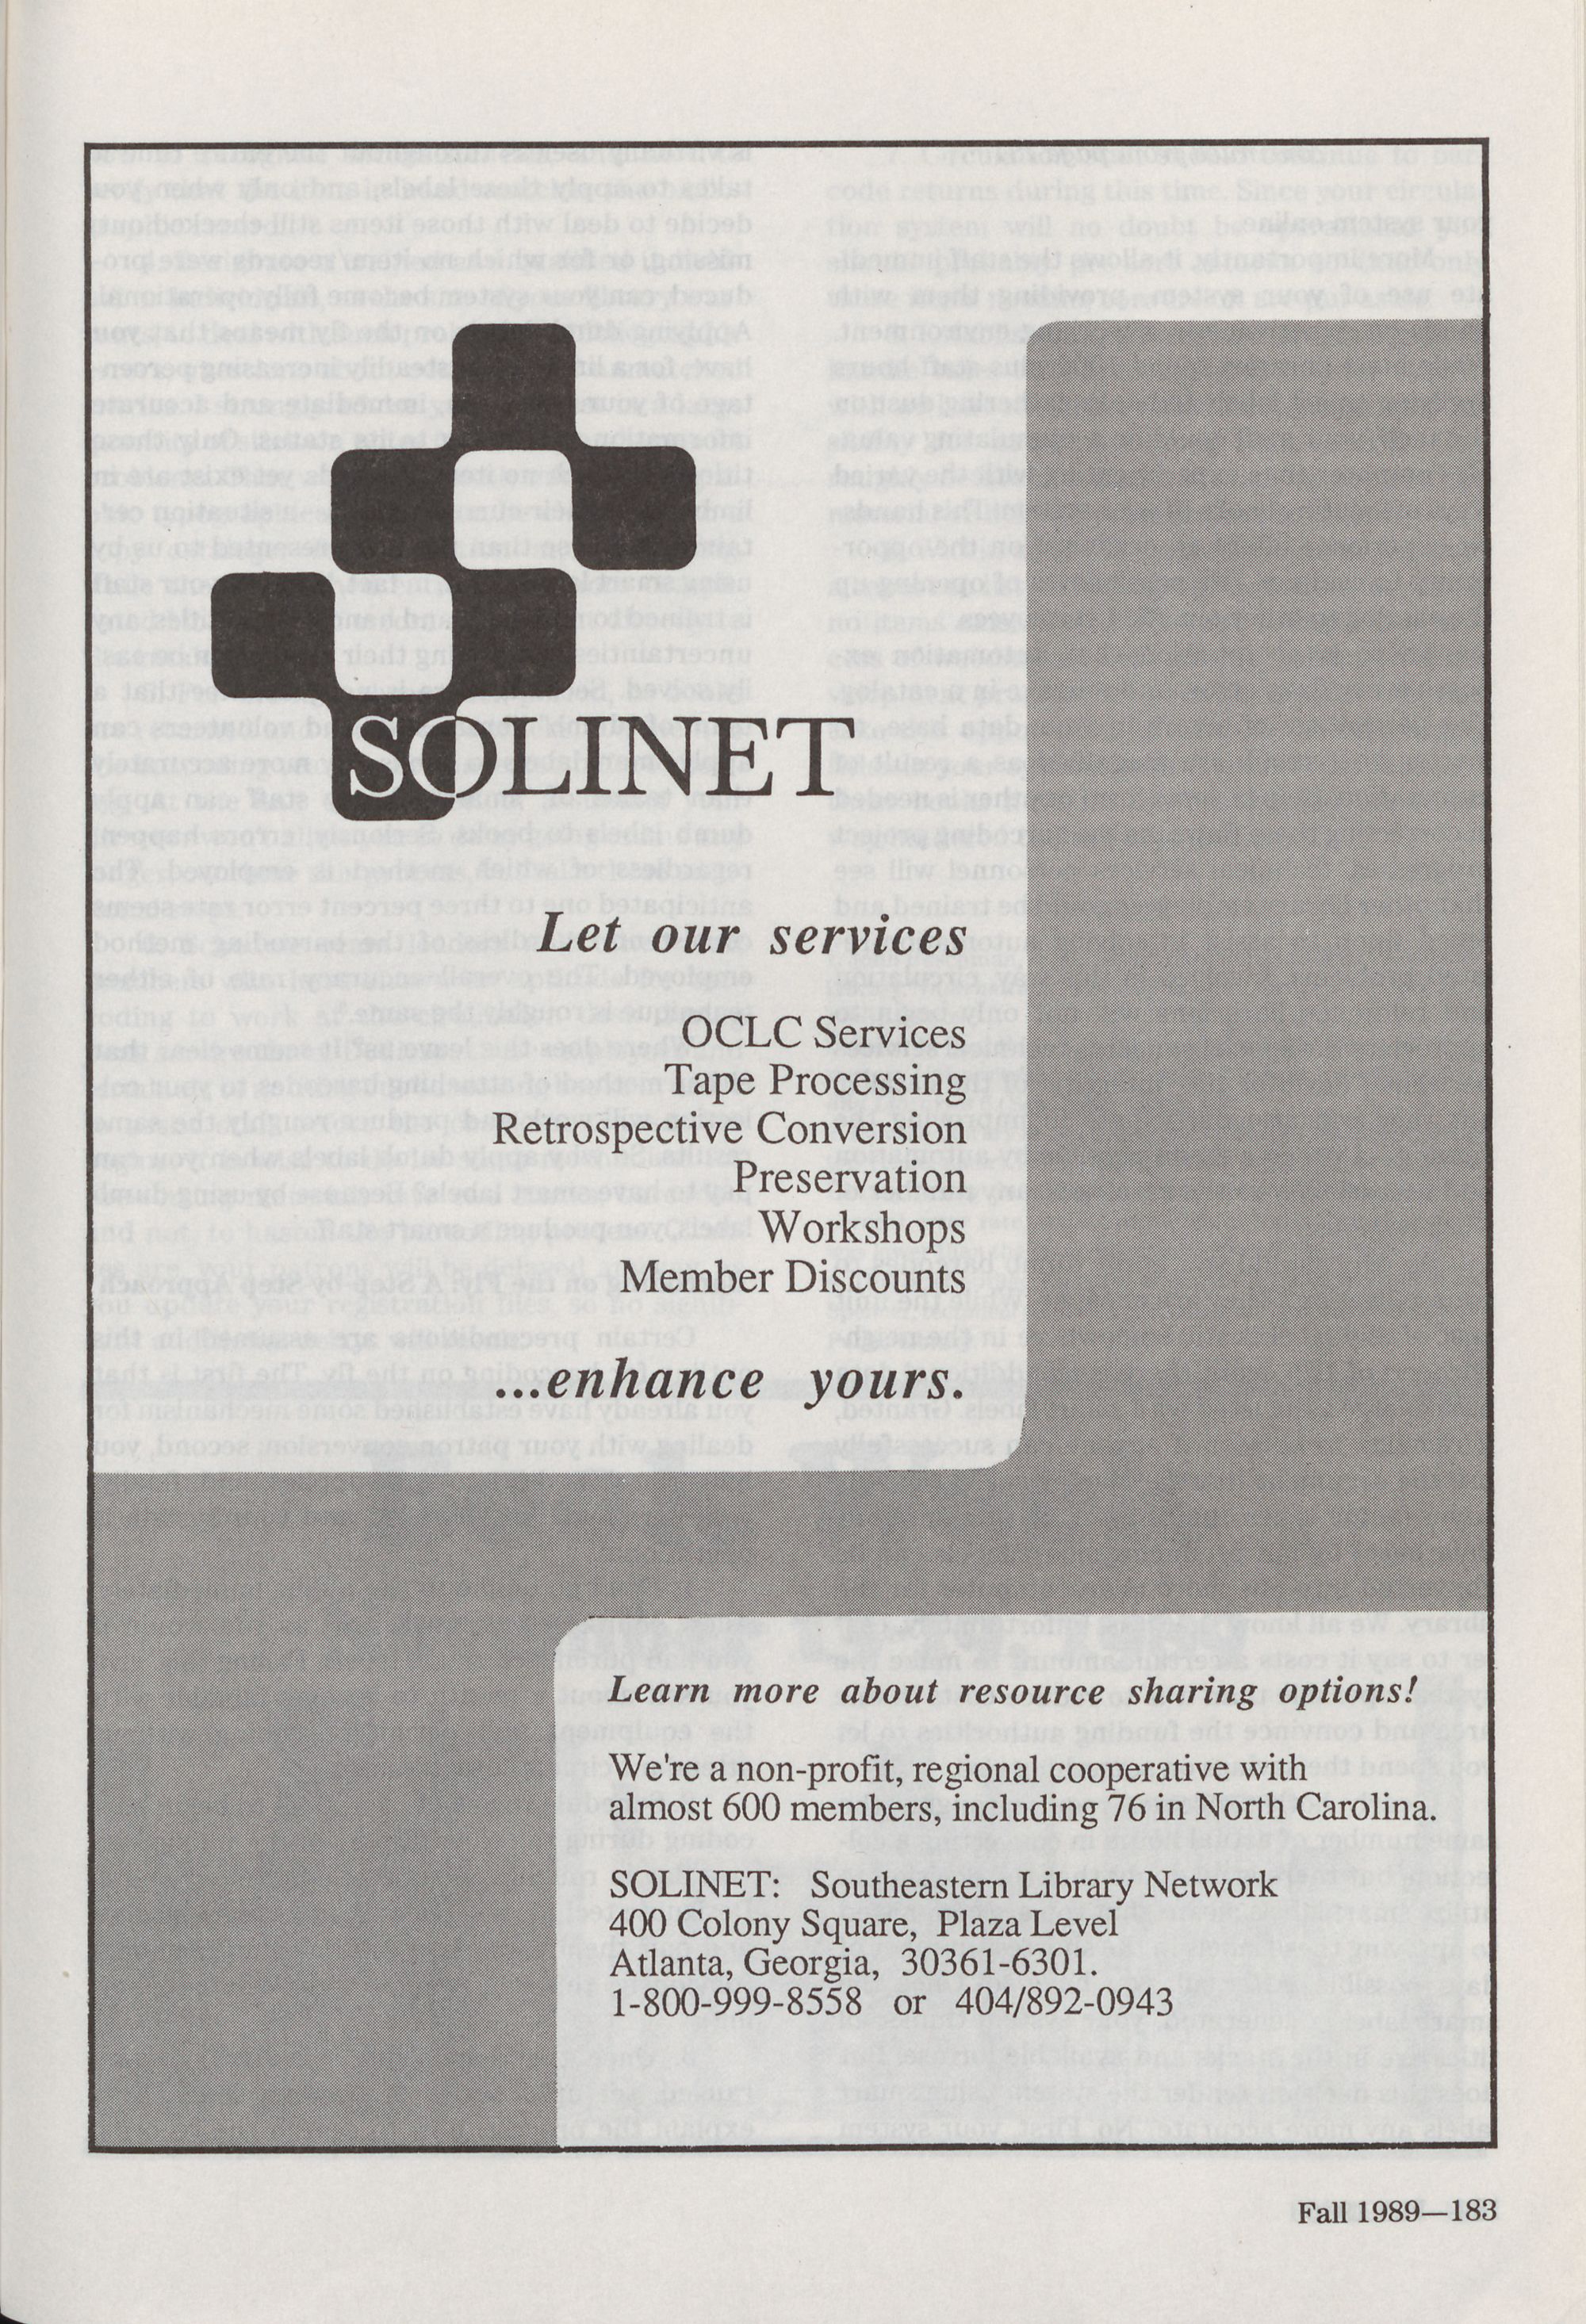 SOLINET
Let our services
OCLC Services
Tape Processing
Retrospective Conversion
Preservation
Workshops
Member Discounts
...enhance yours.
Learn more about resource sharing options!
We're a non-profit, regional cooperative with
almost 600 members, including 76 in North Carolina.
SOLINET: Southeastern Library Network
400 Colony Square, Plaza Level
Atlanta, Georgia, 30361-6301.
1-800-999-8558 or 404/892-0943
Fall 1989—183